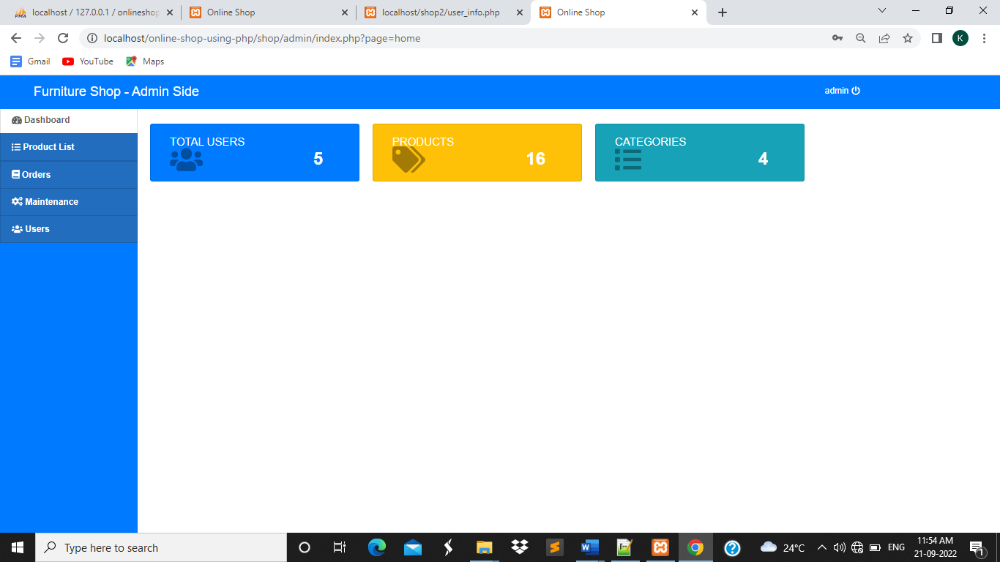 PMA
localhost / 127.0.0.1 / onlineshop
Online Shop
localhost/shop2/user_info.php
Online Shop
localhost/online-shop-using-php/shop/admin/index.php?page=home
K
Gmail
YouTube
Maps
Furniture Shop - Admin Side
admin
Dashboard
Product List
Orders
Maintenance
Users
TOTAL USERS
5
PRODUCTS
16
CATEGORIES
4
Type here to search
24°C
ENG
11:54 AM
21-09-2022
1